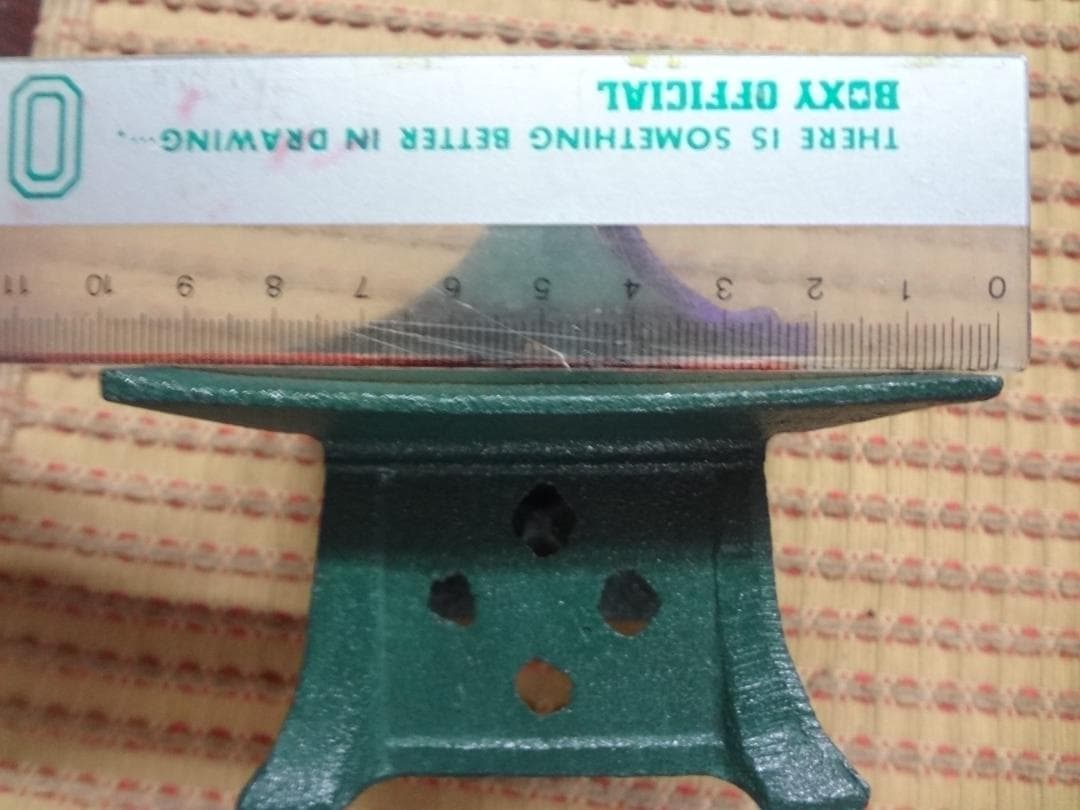 0 1 2 3 4 5 6 7 8 9 10 11
THERE IS SOMETHING BETTER IN DRAWING....
BOXY OFFICIAL
O